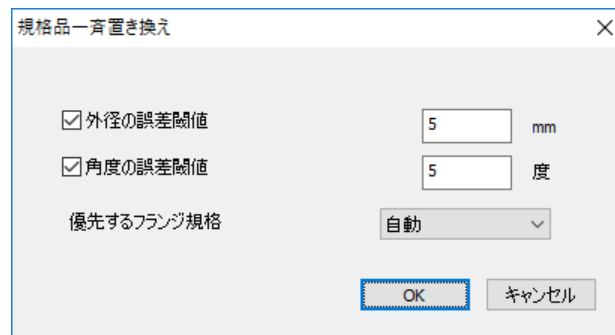 規格品一斉置き換え
外径の誤差閾値 5 mm
角度の誤差閾値 5 度
優先するフランジ規格 自動
OK キャンセル